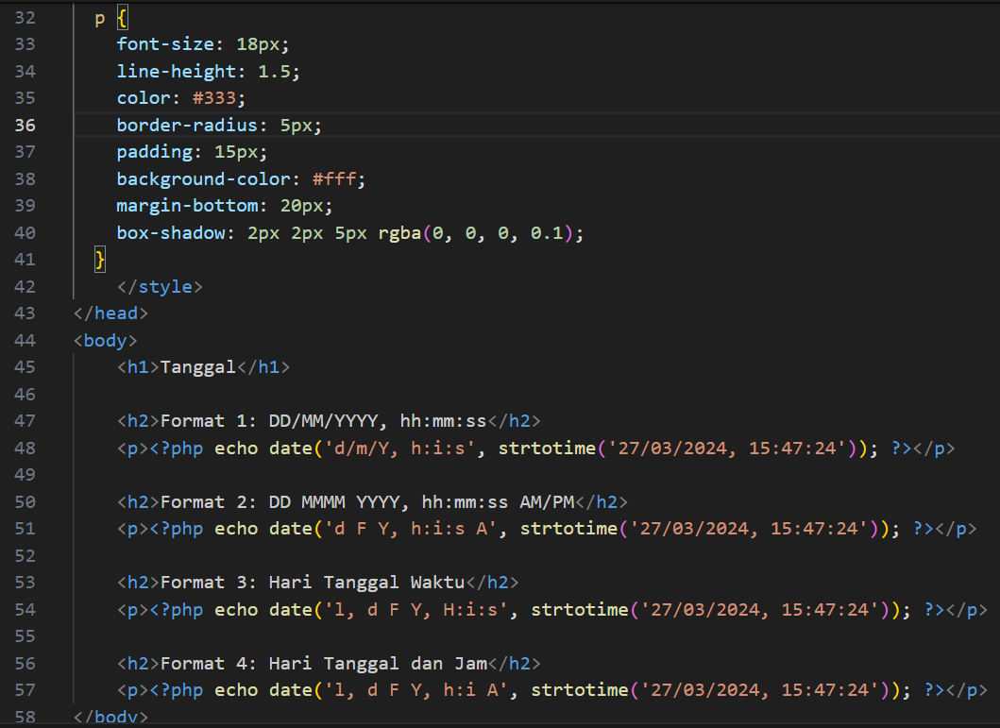 32 p {
33 font-size: 18px;
34 line-height: 1.5;
35 color: #333;
36 border-radius: 5px;
37 padding: 15px;
38 background-color: #fff;
39 margin-bottom: 20px;
40 box-shadow: 2px 2px 5px rgba(0, 0, 0, 0.1);
41 }
42 </style>
43 </head>
44 <body>
45 <h1>Tanggal</h1>
46
47 <h2>Format 1: DD/MM/YYYY, hh:mm:ss</h2>
48 <p><?php echo date('d/m/Y, h:i:s', strtotime('27/03/2024, 15:47:24')); ?></p>
49
50 <h2>Format 2: DD MMMM YYYY, hh:mm:ss AM/PM</h2>
51 <p><?php echo date('d F Y, h:i:s A', strtotime('27/03/2024, 15:47:24')); ?></p>
52
53 <h2>Format 3: Hari Tanggal Waktu</h2>
54 <p><?php echo date('l, d F Y, H:i:s', strtotime('27/03/2024, 15:47:24')); ?></p>
55
56 <h2>Format 4: Hari Tanggal dan Jam</h2>
57 <p><?php echo date('l, d F Y, h:i A', strtotime('27/03/2024, 15:47:24')); ?></p>
58 </body>